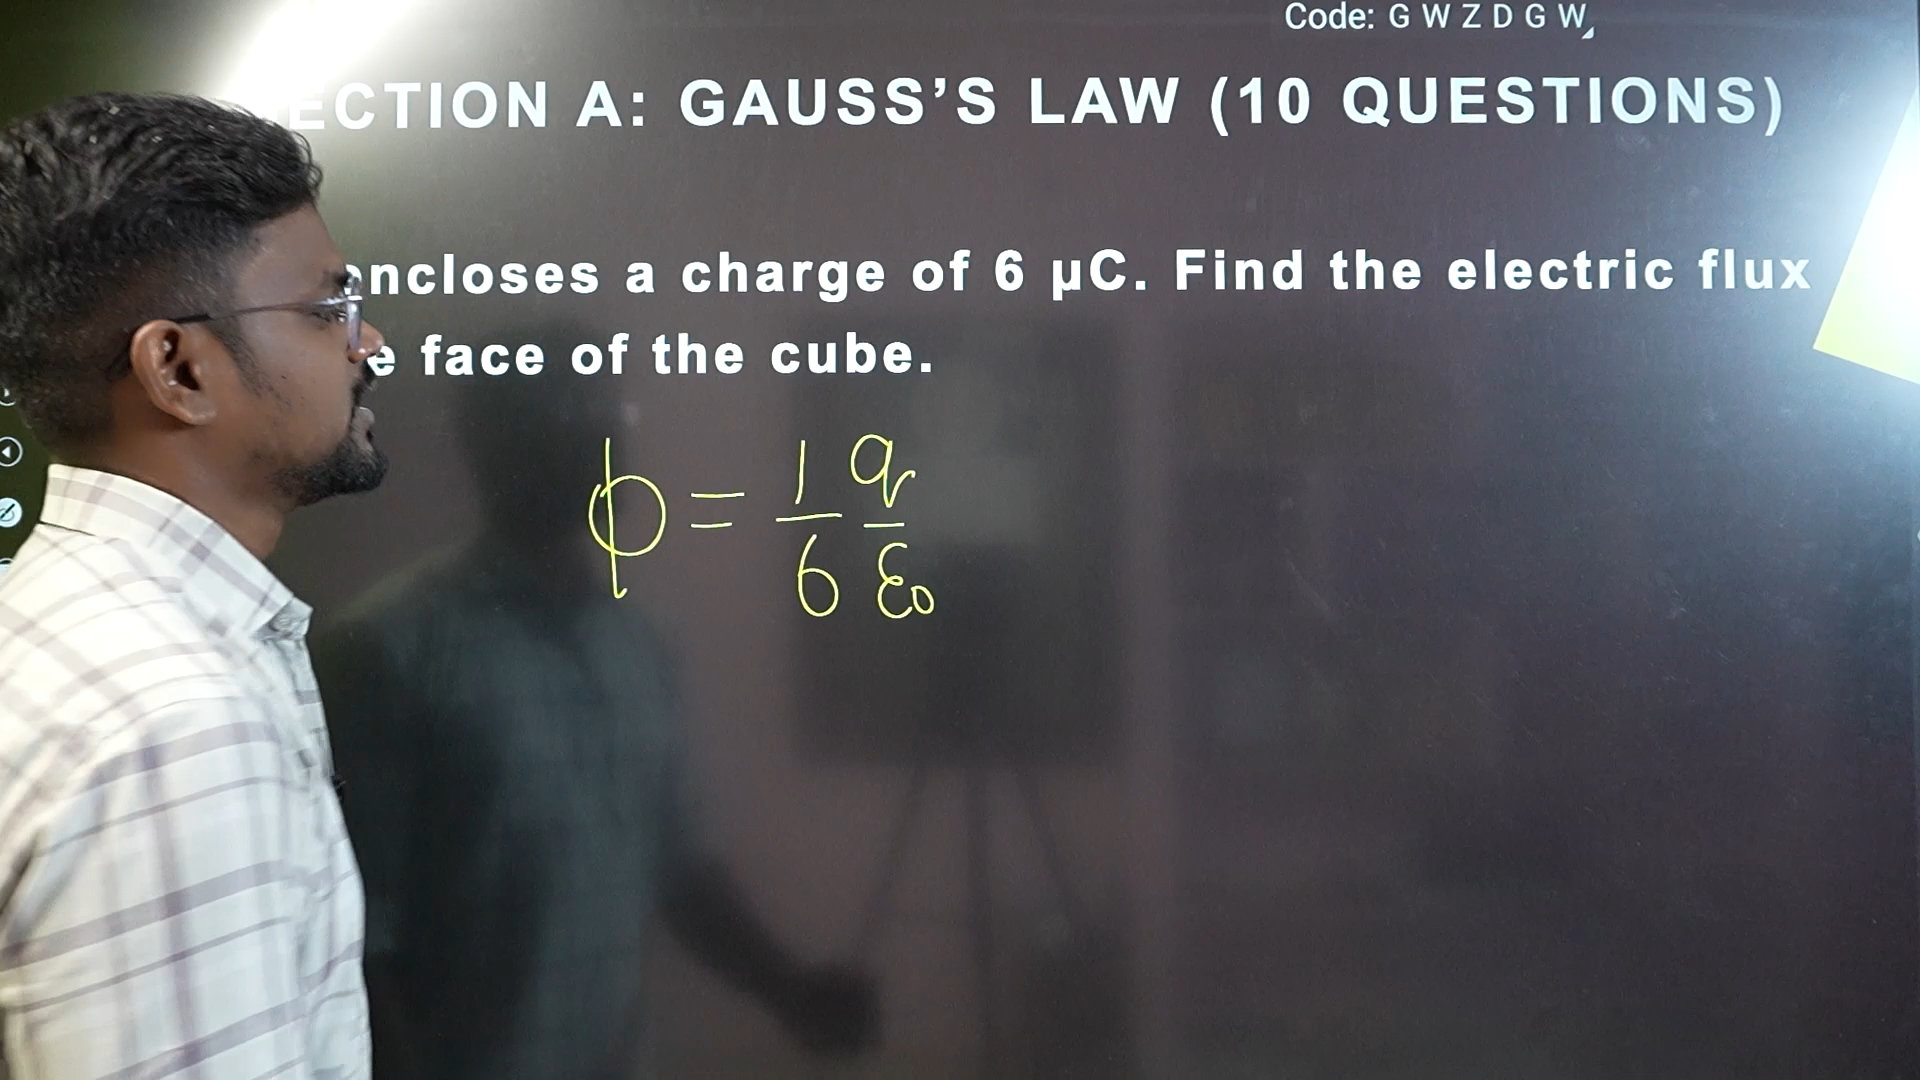 Code: G W Z D G W
ECTION A: GAUSS’S LAW (10 QUESTIONS)
encloses a charge of 6 µC. Find the electric flux
e face of the cube.
ϕ = 1/6 q/ε₀